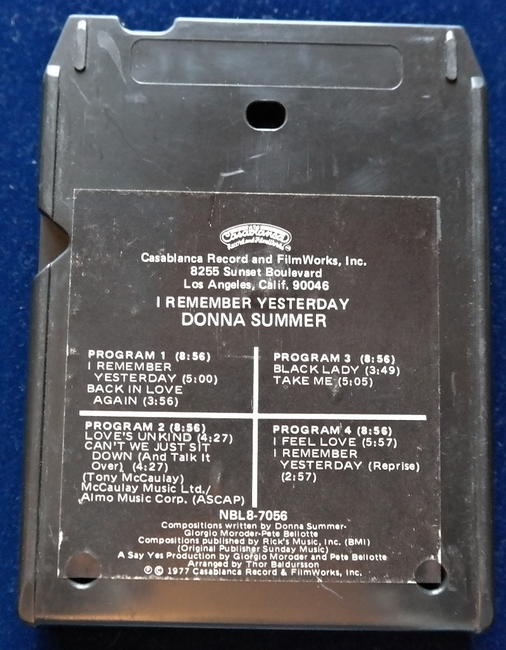 Casablanca
Record and FilmWorks
Casablanca Record and FilmWorks, Inc.
8255 Sunset Boulevard
Los Angeles, Calif. 90046
I REMEMBER YESTERDAY
DONNA SUMMER
PROGRAM 1 (8:56)
I REMEMBER
YESTERDAY (5:00)
BACK IN LOVE
AGAIN (3:56)
PROGRAM 2 (8:56)
LOVE'S UNKIND (4:27)
CAN'T WE JUST SIT
DOWN (And Talk It
Over) (4:27)
(Tony McCaulay)
McCaulay Music Ltd./
Almo Music Corp. (ASCAP)
PROGRAM 3 (8:56)
BLACK LADY (3:49)
TAKE ME (5:05)
PROGRAM 4 (8:56)
I FEEL LOVE (5:57)
I REMEMBER
YESTERDAY (Reprise)
(2:57)
NBL8-7056
Compositions written by Donna Summer-
Giorgio Moroder-Pete Bellotte
Compositions published by Rick's Music, Inc. (BMI)
(Original Publisher Sunday Music)
A Say Yes Production by Giorgio Moroder and Pete Bellotte
Arranged by Thor Baldursson
℗ © 1977 Casablanca Record & FilmWorks, Inc.